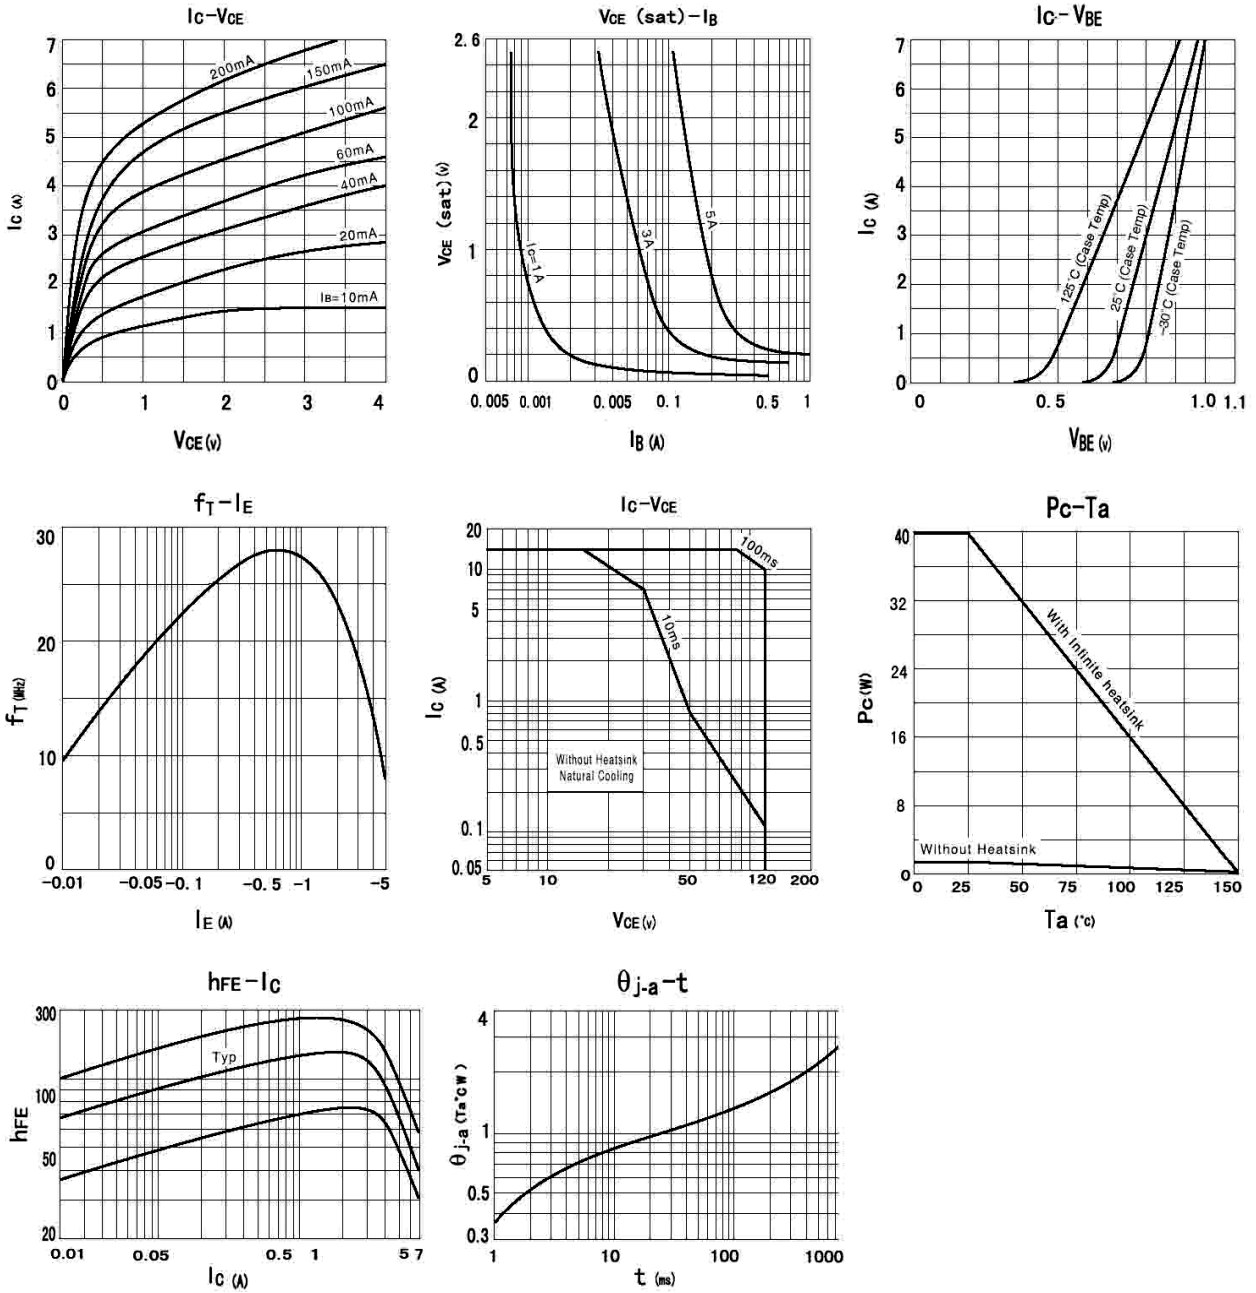 Ic-VCE
7
6
5
4
3
2
1
0
Ic (A)
200mA
150mA
100mA
60mA
40mA
20mA
IB=10mA
0 1 2 3 4
VCE(v)
VCE (sat)-IB
2.6
2
1
0
VCE (sat)(v)
Ic=1A
3A
5A
0.005 0.001 0.005 0.1 0.5 1
IB (A)
Ic-VBE
7
6
5
4
3
2
1
0
Ic (A)
125°C (Case Temp)
25°C (Case Temp)
-30°C (Case Temp)
0 0.5 1.0 1.1
VBE (v)
fT-IE
30
20
10
0
fT(MHz)
-0.01 -0.05 -0.1 -0.5 -1 -5
IE (A)
Ic-VCE
20
10
5
1
0.5
0.1
0.05
Ic (A)
100ms
10ms
Without Heatsink
Natural Cooling
5 10 50 120 200
VCE (v)
Pc-Ta
40
32
24
16
8
0
Pc(W)
With Infinite heatsink
Without Heatsink
0 25 50 75 100 125 150
Ta (°c)
hFE-Ic
300
100
50
20
hFE
Typ
0.01 0.05 0.5 1 5 7
Ic (A)
θj-a-t
4
1
0.5
0.3
θj-a (Ta°C W)
1 10 100 1000
t (ms)